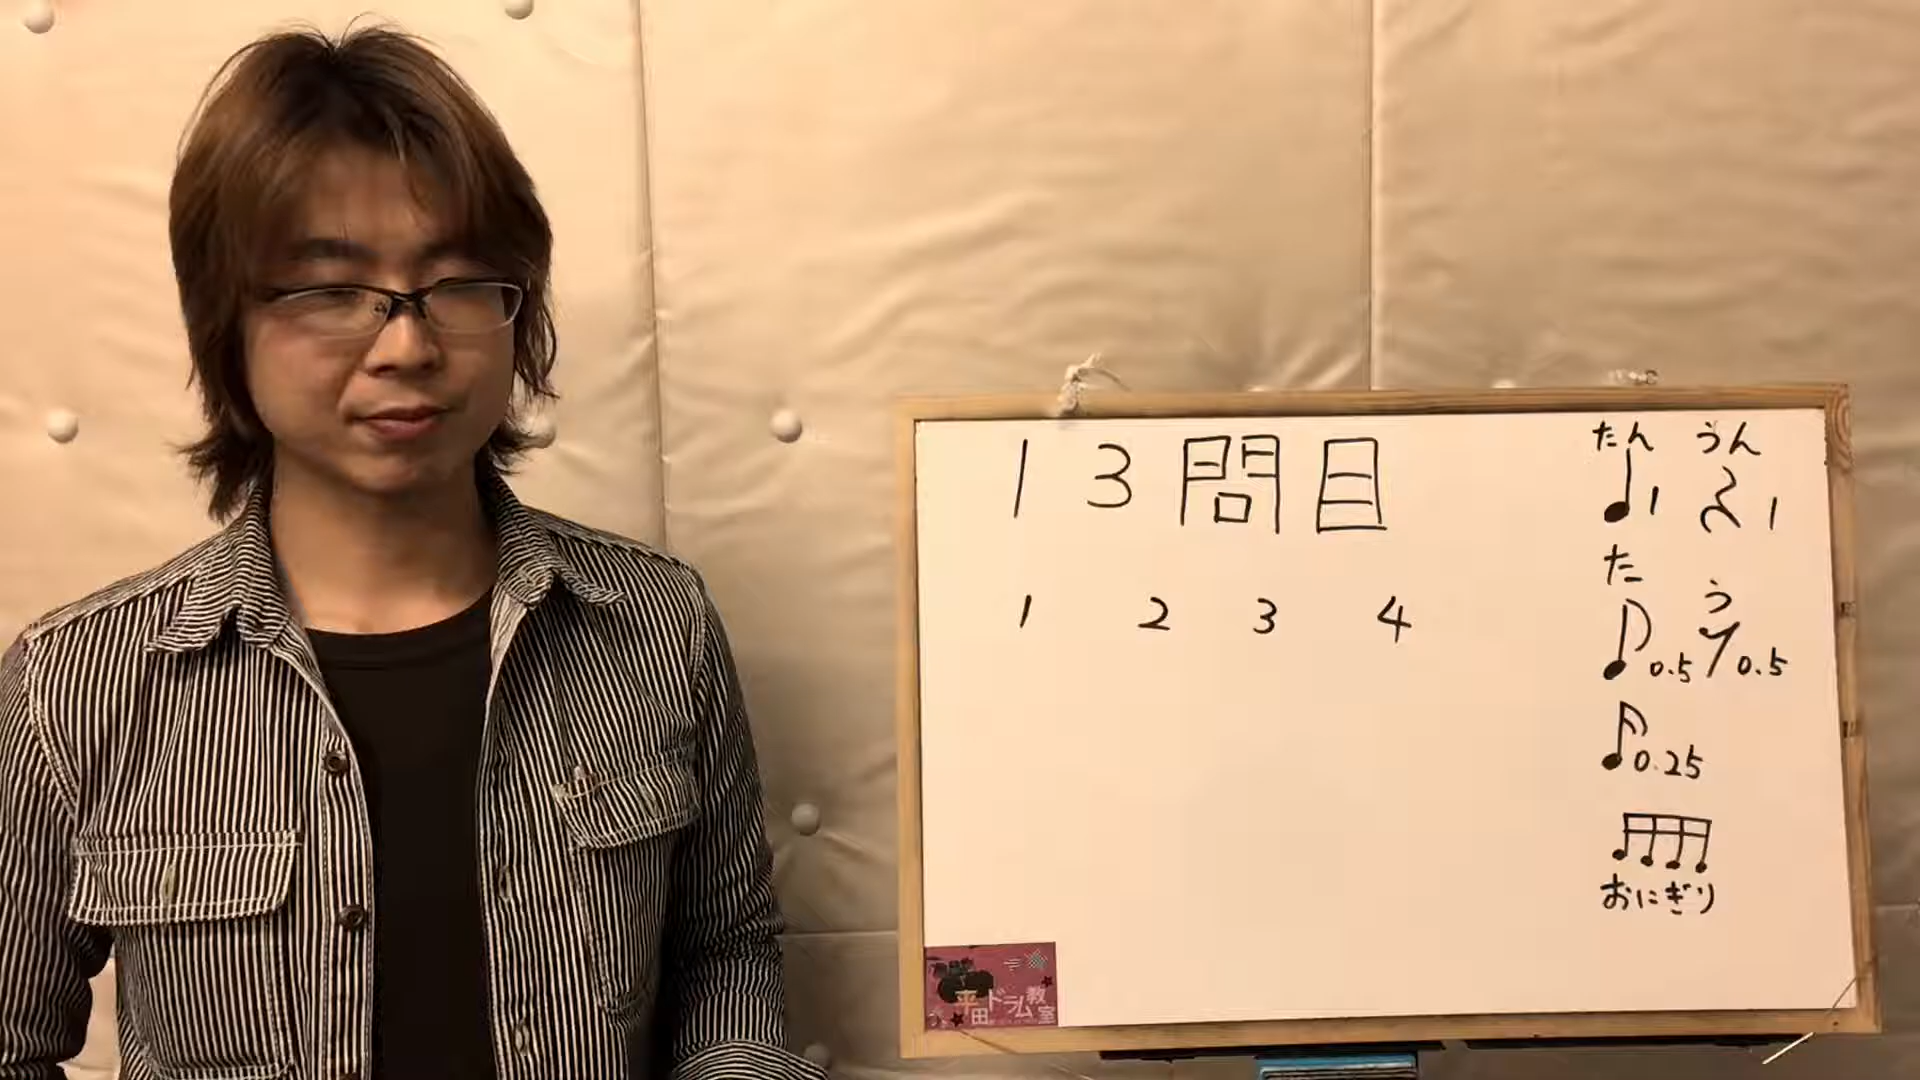 13問目
1 2 3 4
たん うん
1 1
た う
0.5 0.5
0.25
おにぎり
平田ドラム教室